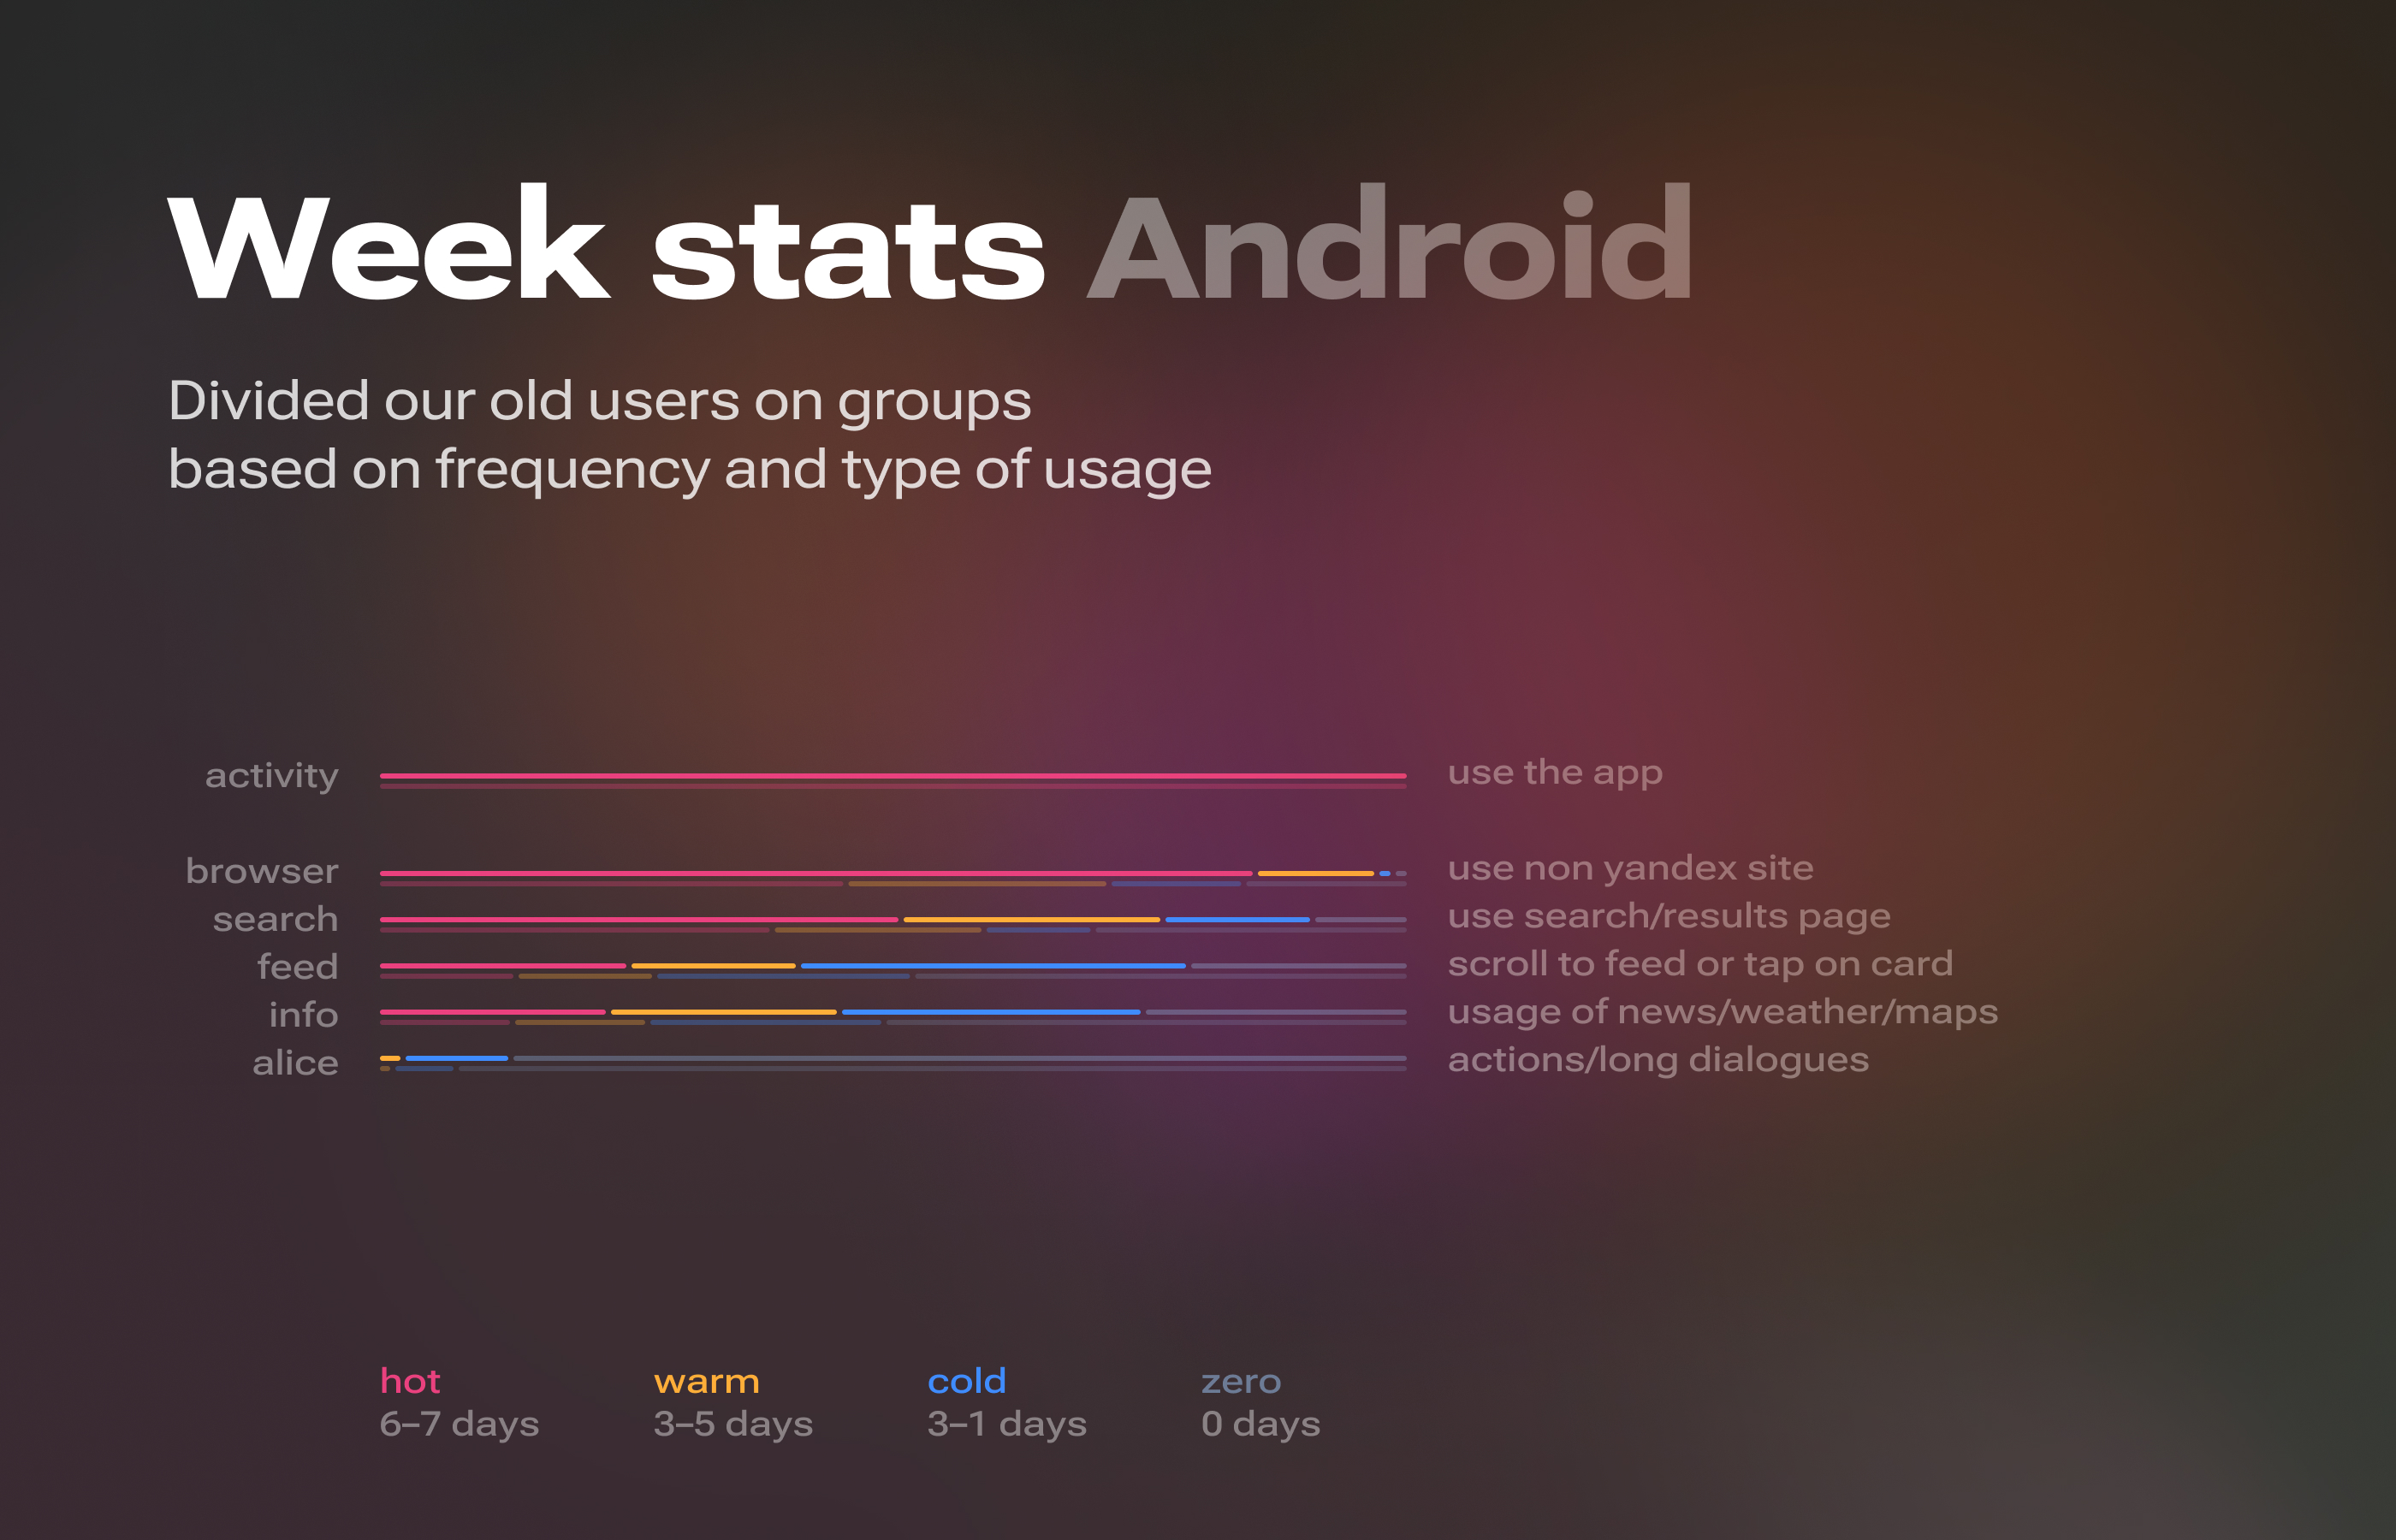 Week stats Android
Divided our old users on groups
based on frequency and type of usage
activity
use the app
browser
use non yandex site
search
use search/results page
feed
scroll to feed or tap on card
info
usage of news/weather/maps
alice
actions/long dialogues
hot
6–7 days
warm
3–5 days
cold
3–1 days
zero
0 days